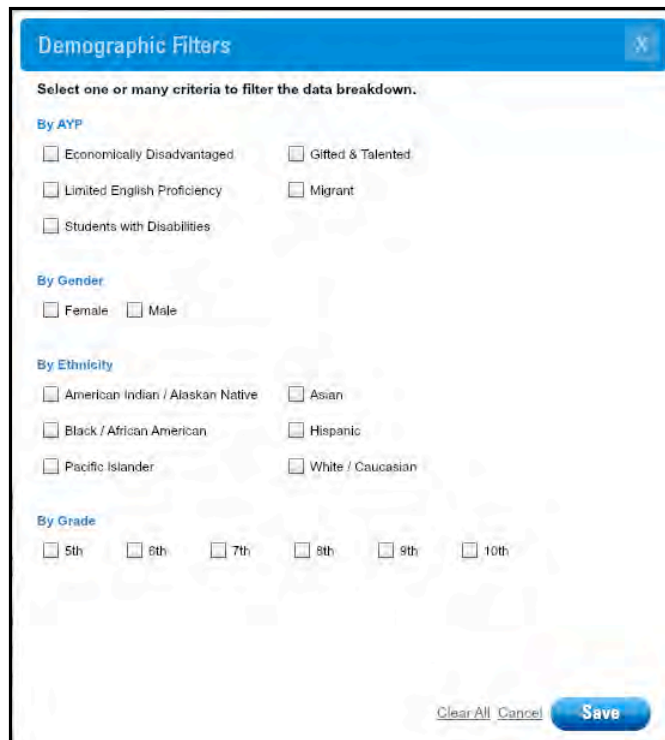 Demographic Filters X
Select one or many criteria to filter the data breakdown.
By AYP
Economically Disadvantaged Gifted & Talented
Limited English Proficiency Migrant
Students with Disabilities
By Gender
Female Male
By Ethnicity
American Indian / Alaskan Native Asian
Black / African American Hispanic
Pacific Islander White / Caucasian
By Grade
5th 6th 7th 8th 9th 10th
Clear All Cancel Save